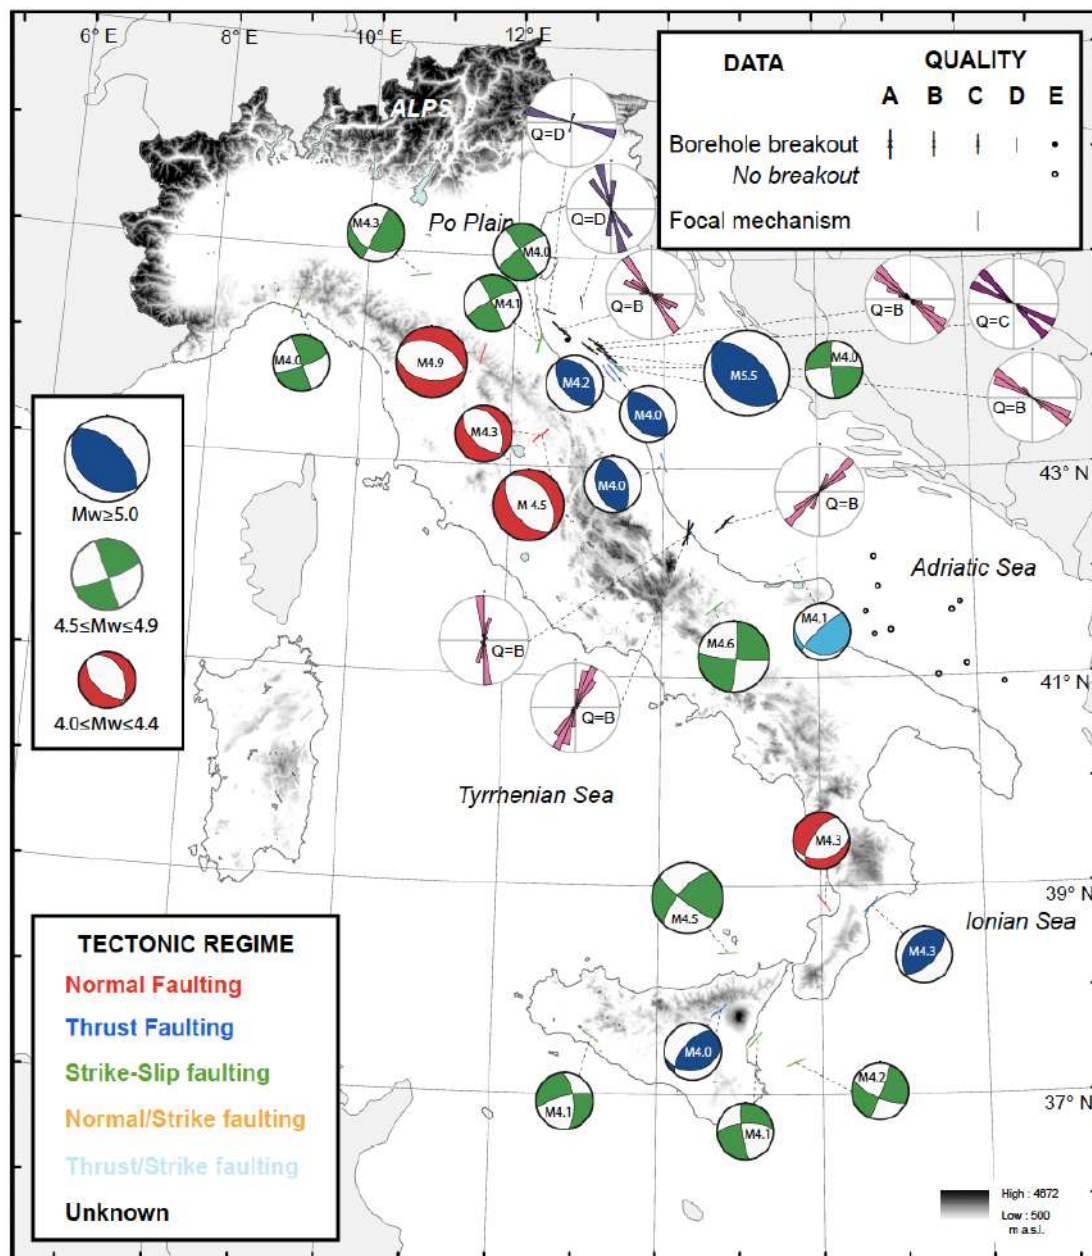 6° E
8° E
10° E
12° E
DATA
QUALITY
A B C D E
Borehole breakout
No breakout
Focal mechanism
ALPS
Q=D
Q=D
M4.3
Po Plain
M4.0
Q=B
Q=B
Q=C
M4.1
M4.0
M4.9
M4.2
M5.5
M4.0
Q=B
M4.0
M4.3
43° N
M4.0
M4.5
Q=B
Mw≥5.0
4.5≤Mw≤4.9
4.0≤Mw≤4.4
Adriatic Sea
M4.1
Q=B
M4.6
41° N
Q=B
Tyrrhenian Sea
M4.3
39° N
M4.5
Ionian Sea
M4.3
TECTONIC REGIME
Normal Faulting
Thrust Faulting
Strike-Slip faulting
Normal/Strike faulting
Thrust/Strike faulting
Unknown
M4.0
M4.2
37° N
M4.1
M4.1
High : 4872
Low : 500
m a.s.l.